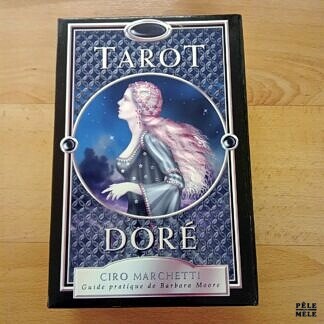 TAROT
DORÉ
CIRO MARCHETTI
Guide pratique de Barbara Moore
PÊLE
MÊLE